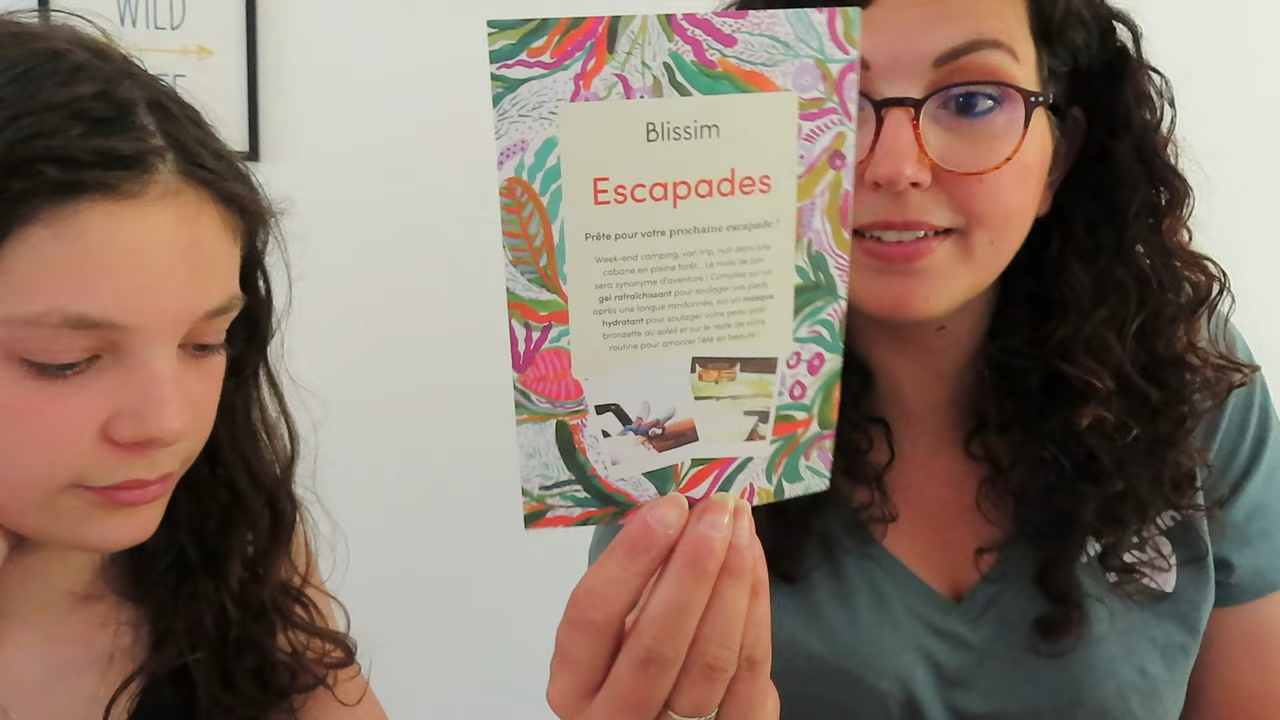 WILD
Blissim
Escapades
Prête pour votre prochaine escapade ?
Week-end camping, van trip, nuit dans une
cabane en pleine forêt... Le mois de juin
sera synonyme d'aventure ! Comptez sur un
gel rafraîchissant pour soulager vos pieds
après une longue randonnée, sur un masque
hydratant pour soulager votre peau post
bronzette au soleil et sur le reste de votre
routine pour amorcer l'été en beauté !